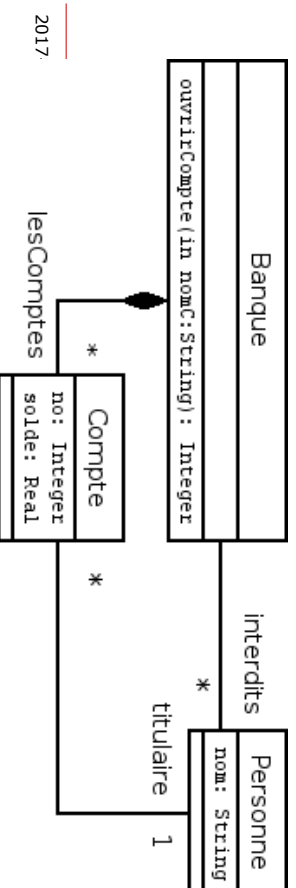 2017
Banque
ouvrirCompte(in nomC:String): Integer
interdits
*
Personne
nom: String
lesComptes
*
Compte
no: Integer
solde: Real
*
titulaire
1